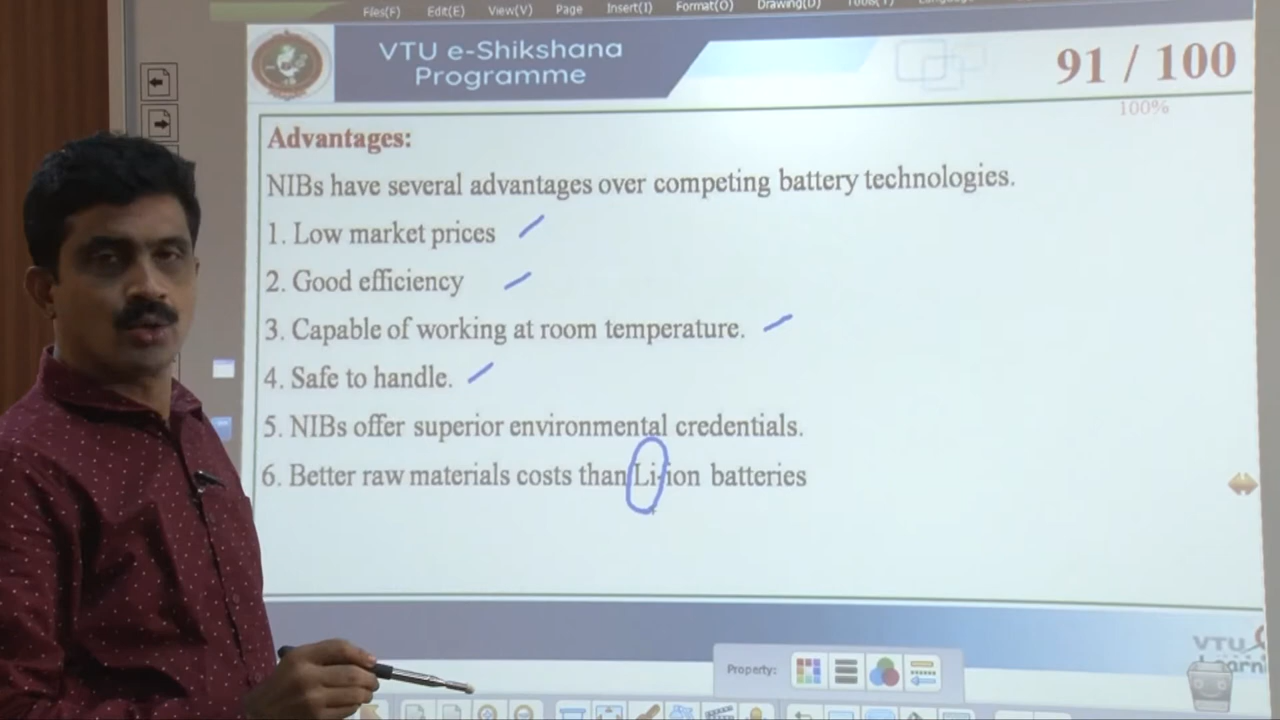 Files(F) Edit(E) View(V) Page Insert(I) Format(O) Drawing(D)
VTU e-Shikshana
Programme
91 / 100
100%
Advantages:
NIBs have several advantages over competing battery technologies.
1. Low market prices
2. Good efficiency
3. Capable of working at room temperature.
4. Safe to handle.
5. NIBs offer superior environmental credentials.
6. Better raw materials costs than Li-ion batteries
VTU
Property: